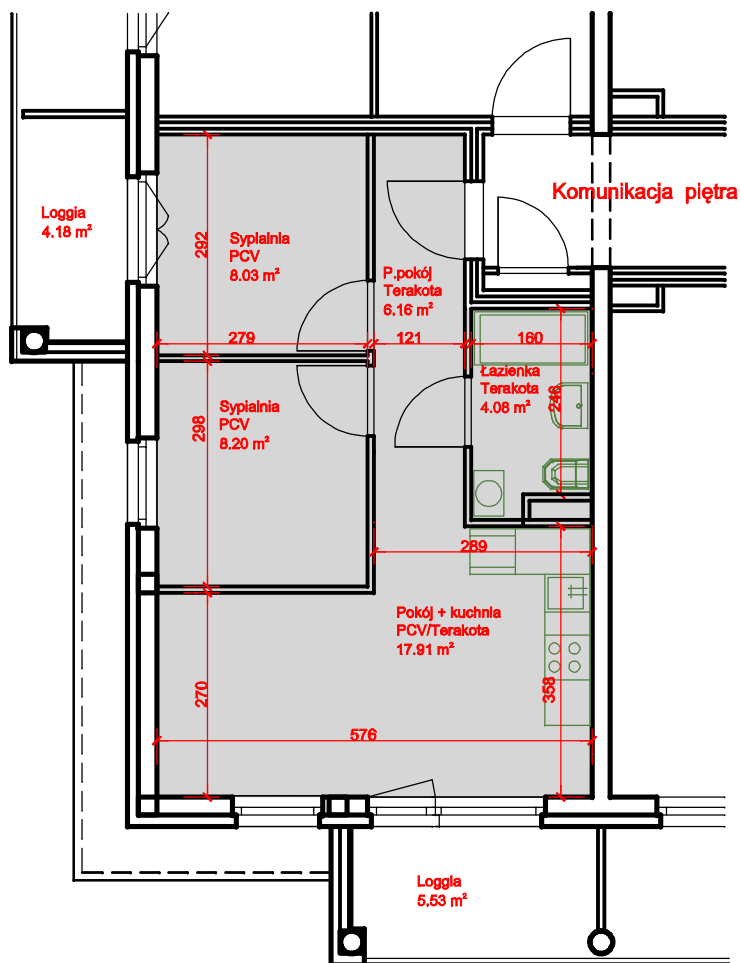 Komunikacja piętra
Loggia
4.18 m²
292
Sypialnia
PCV
8.03 m²
P.pokój
Terakota
6.16 m²
279
121
160
Łazienka
Terakota
4.08 m²
246
298
Sypialnia
PCV
8.20 m²
289
Pokój + kuchnia
PCV/Terakota
17.91 m²
270
358
576
Loggia
5.53 m²